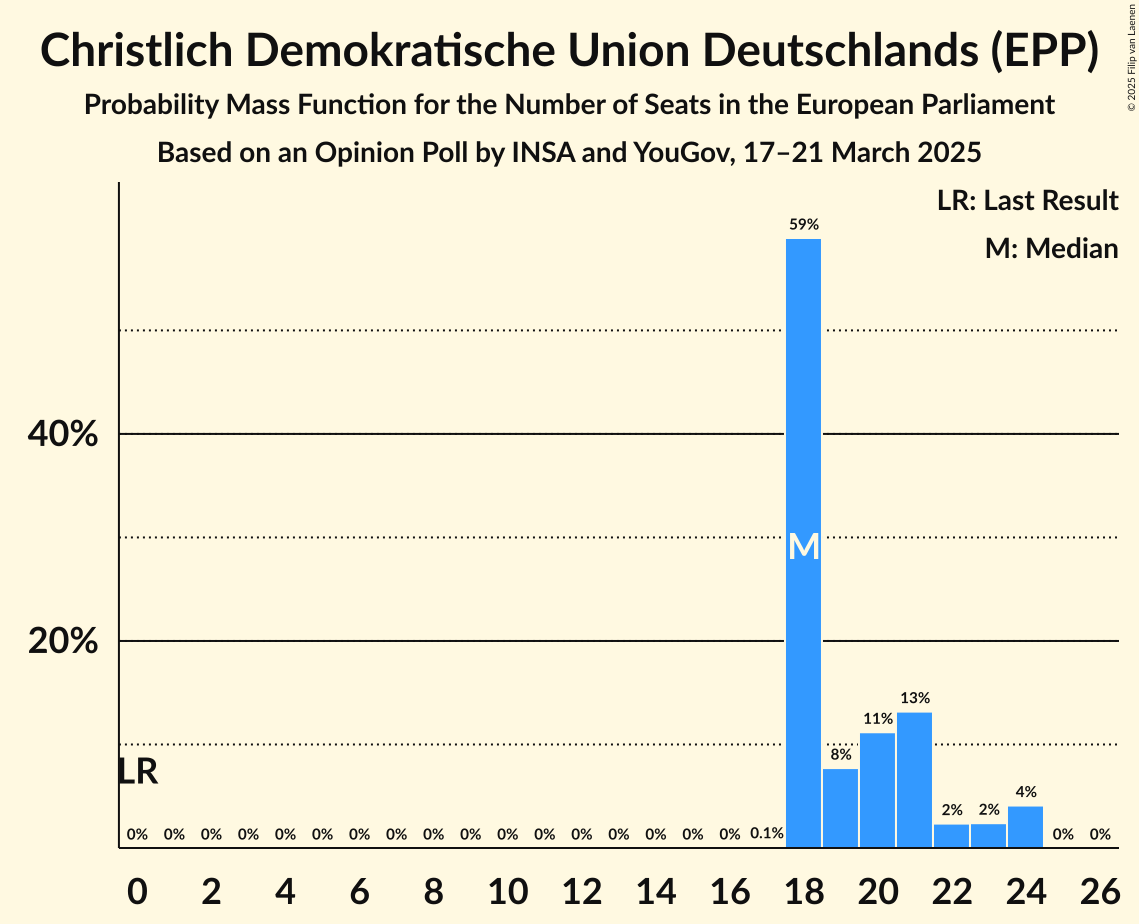 Christlich Demokratische Union Deutschlands (EPP)
Probability Mass Function for the Number of Seats in the European Parliament
Based on an Opinion Poll by INSA and YouGov, 17–21 March 2025
© 2025 Filip van Laenen
LR: Last Result
M: Median
59%
40%
M
20%
13%
11%
8%
LR
4%
2% 2%
0% 0% 0% 0% 0% 0% 0% 0% 0% 0% 0% 0% 0% 0% 0% 0% 0% 0.1% 0% 0%
0 2 4 6 8 10 12 14 16 18 20 22 24 26